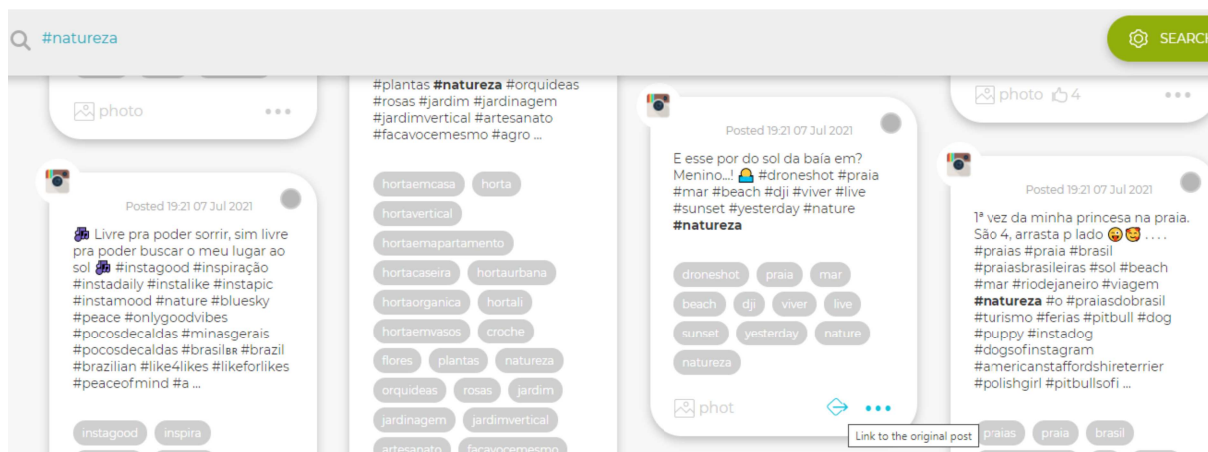 #natureza
SEARCH
photo
Posted 19:21 07 Jul 2021
Livre pra poder sorrir, sim livre
pra poder buscar o meu lugar ao
sol #instagood #inspiração
#instadaily #instalike #instapic
#instamood #nature #bluesky
#peace #onlygoodvibes
#pocosdecaldas #minasgerais
#pocosdecaldas #brasilBR #brazil
#brazilian #like4likes #likeforlikes
#peaceofmind #a ...
instagood inspira
#plantas #natureza #orquideas
#rosas #jardim #jardinagem
#jardimvertical #artesanato
#facavocemesmo #agro ...
hortaemcasa horta
hortavertical
hortaemapartamento
hortacaseira hortaurbana
hortaorganica hortali
hortaemvasos croche
flores plantas natureza
orquideas rosas jardim
jardinagem jardimvertical
artesanato facavocemesmo
Posted 19:21 07 Jul 2021
E esse por do sol da baía em?
Menino...! #droneshot #praia
#mar #beach #dji #viver #live
#sunset #yesterday #nature
#natureza
droneshot praia mar
beach dji viver live
sunset yesterday nature
natureza
phot
Link to the original post
photo 4
Posted 19:21 07 Jul 2021
1ª vez da minha princesa na praia.
São 4, arrasta p lado . . . .
#praias #praia #brasil
#praiasbrasileiras #sol #beach
#mar #riodejaneiro #viagem
#natureza #o #praiasdobrasil
#turismo #ferias #pitbull #dog
#puppy #instadog
#dogsofinstagram
#americanstaffordshireterrier
#polishgirl #pitbullsofi ...
praias praia brasil